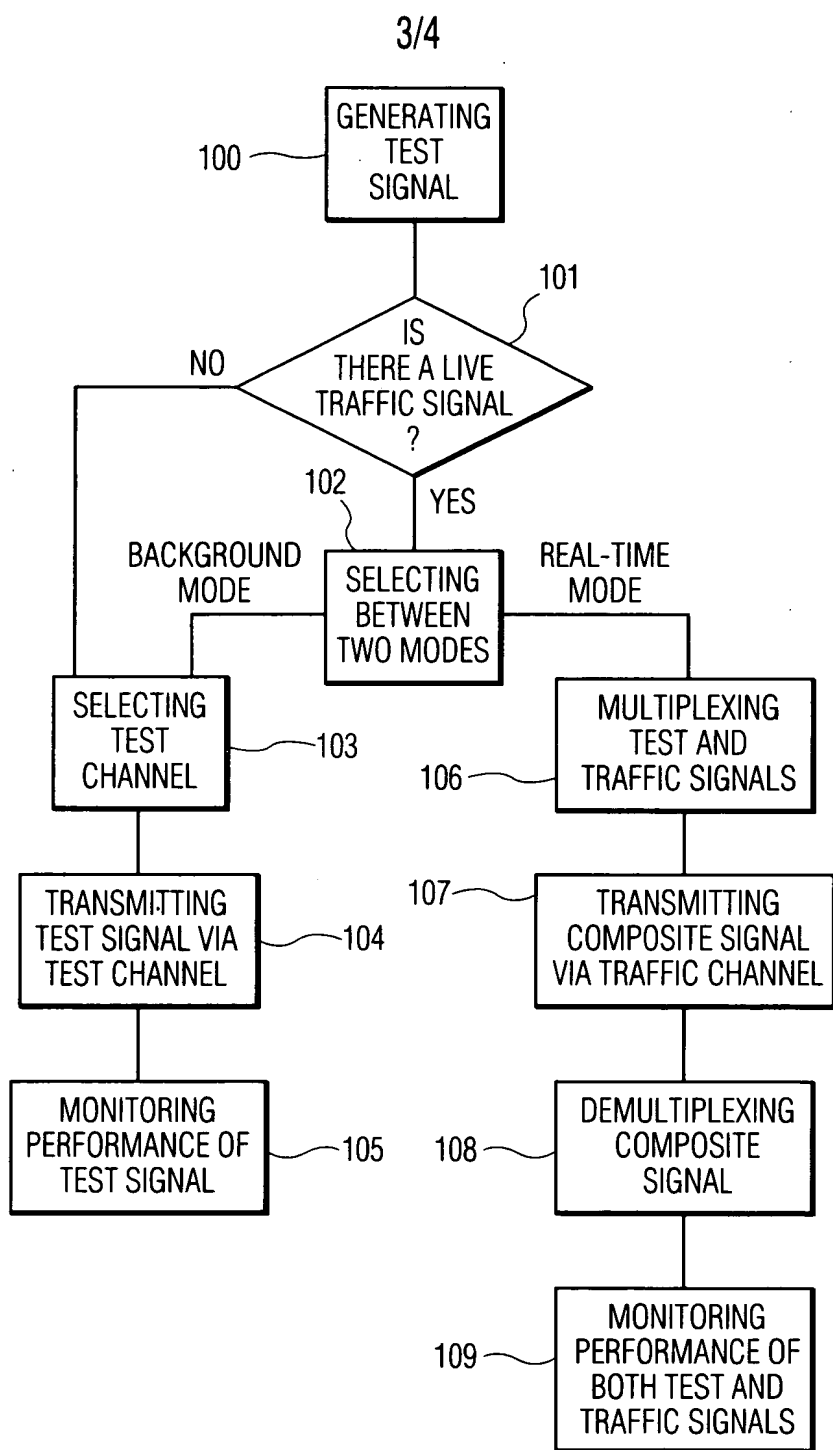 3/4
GENERATING
TEST
SIGNAL
100
101
IS
THERE A LIVE
TRAFFIC SIGNAL
?
NO
YES
102
BACKGROUND
MODE
SELECTING
BETWEEN
TWO MODES
REAL-TIME
MODE
SELECTING
TEST
CHANNEL
103
MULTIPLEXING
TEST AND
TRAFFIC SIGNALS
106
TRANSMITTING
TEST SIGNAL VIA
TEST CHANNEL
104
107
TRANSMITTING
COMPOSITE SIGNAL
VIA TRAFFIC CHANNEL
MONITORING
PERFORMANCE OF
TEST SIGNAL
105
108
DEMULTIPLEXING
COMPOSITE
SIGNAL
109
MONITORING
PERFORMANCE OF
BOTH TEST AND
TRAFFIC SIGNALS